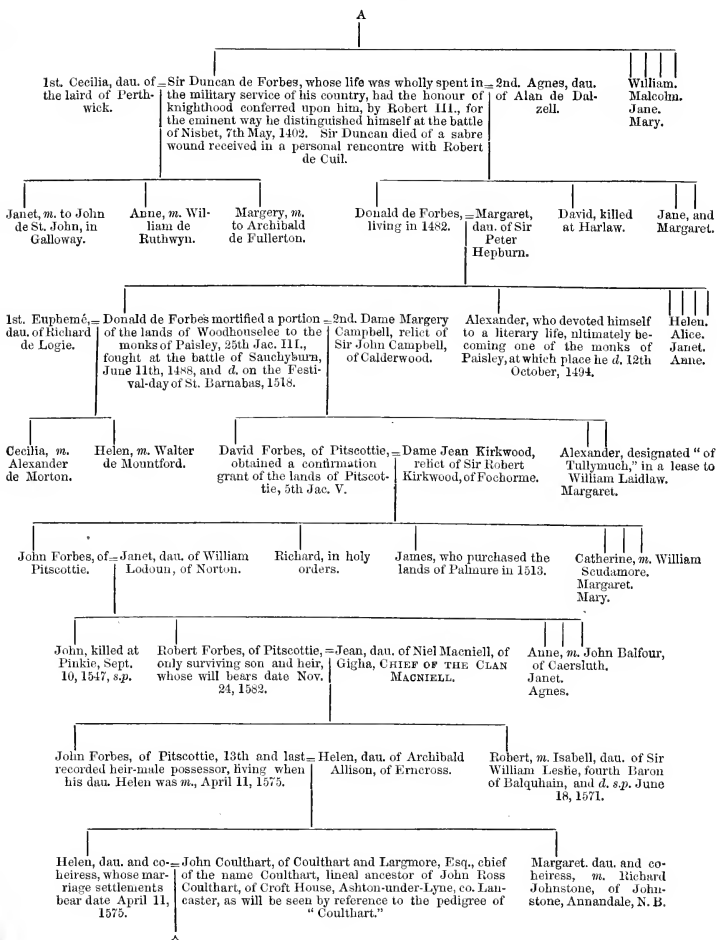 A
1st. Cecilia, dau. of
the laird of Perth-
wick.
= Sir Duncan de Forbes, whose life was wholly spent in
the military service of his country, had the honour of
knighthood conferred upon him, by Robert III., for
the eminent way he distinguished himself at the battle
of Nisbet, 7th May, 1402. Sir Duncan died of a sabre
wound received in a personal rencontre with Robert
de Cuil.
= 2nd. Agnes, dau.
of Alan de Dal-
zell.
William.
Malcolm.
Jane.
Mary.
Janet, m. to John
de St. John, in
Galloway.
Anne, m. Wil-
liam de
Ruthwyn.
Margery, m.
to Archibald
de Fullerton.
Donald de Forbes,
living in 1482.
= Margaret,
dau. of Sir
Peter
Hepburn.
David, killed
at Harlaw.
Jane, and
Margaret.
1st. Euphemé,
dau. of Richard
de Logie.
= Donald de Forbes mortified a portion
of the lands of Woodhouselee to the
monks of Paisley, 25th Jac. III.,
fought at the battle of Sauchyburn,
June 11th, 1488, and d. on the Festi-
val-day of St. Barnabas, 1518.
= 2nd. Dame Margery
Campbell, relict of
Sir John Campbell,
of Calderwood.
Alexander, who devoted himself
to a literary life, ultimately be-
coming one of the monks of
Paisley, at which place he d. 12th
October, 1494.
Helen.
Alice.
Janet.
Anne.
Cecilia, m.
Alexander
de Morton.
Helen, m. Walter
de Mountford.
David Forbes, of Pitscottie,
obtained a confirmation
grant of the lands of Pitscot-
tie, 5th Jac. V.
= Dame Jean Kirkwood,
relict of Sir Robert
Kirkwood, of Fochorme.
Alexander, designated “ of
Tullymuch,” in a lease to
William Laidlaw.
Margaret.
John Forbes, of
Pitscottie.
= Janet, dau. of William
Lodoun, of Norton.
Richard, in holy
orders.
James, who purchased the
lands of Palmure in 1513.
Catherine, m. William
Scudamore.
Margaret.
Mary.
John, killed at
Pinkie, Sept.
10, 1547, s.p.
Robert Forbes, of Pitscottie,
only surviving son and heir,
whose will bears date Nov.
24, 1582.
= Jean, dau. of Niel Macniell, of
Gigha, CHIEF OF THE CLAN
MACNIELL.
Anne, m. John Balfour,
of Caersluth.
Janet.
Agnes.
John Forbes, of Pitscottie, 13th and last
recorded heir-male possessor, living when
his dau. Helen was m., April 11, 1575.
= Helen, dau. of Archibald
Allison, of Erncross.
Robert, m. Isabell, dau. of Sir
William Leslie, fourth Baron
of Balquhain, and d. s.p. June
18, 1571.
Helen, dau. and co-
heiress, whose mar-
riage settlements
bear date April 11,
1575.
= John Coulthart, of Coulthart and Largmore, Esq., chief
of the name Coulthart, lineal ancestor of John Ross
Coulthart, of Croft House, Ashton-under-Lyne, co. Lan-
caster, as will be seen by reference to the pedigree of
“ Coulthart.”
Margaret. dau. and co-
heiress, m. Richard
Johnstone, of John-
stone, Annandale, N. B.